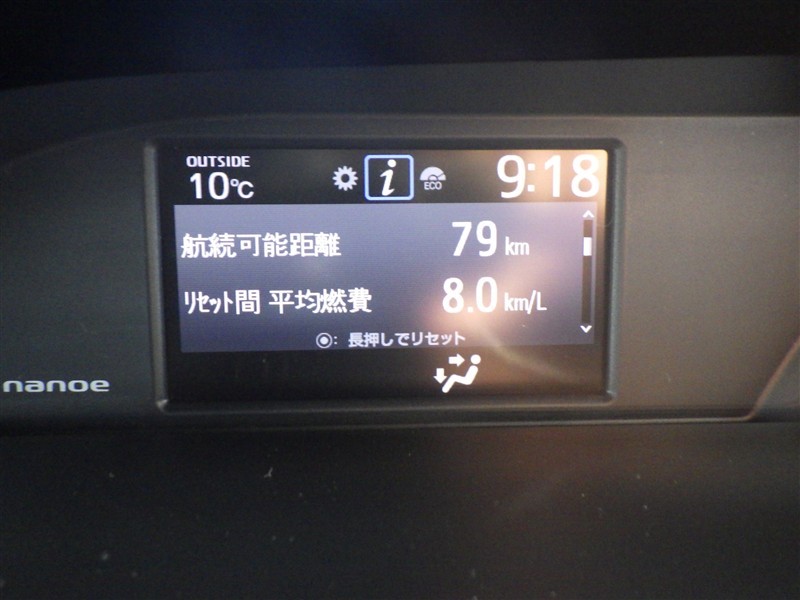 OUTSIDE
10℃
i
ECO
9:18
航続可能距離 79 km
リセット間 平均燃費 8.0 km/L
◉: 長押しでリセット
nanoe